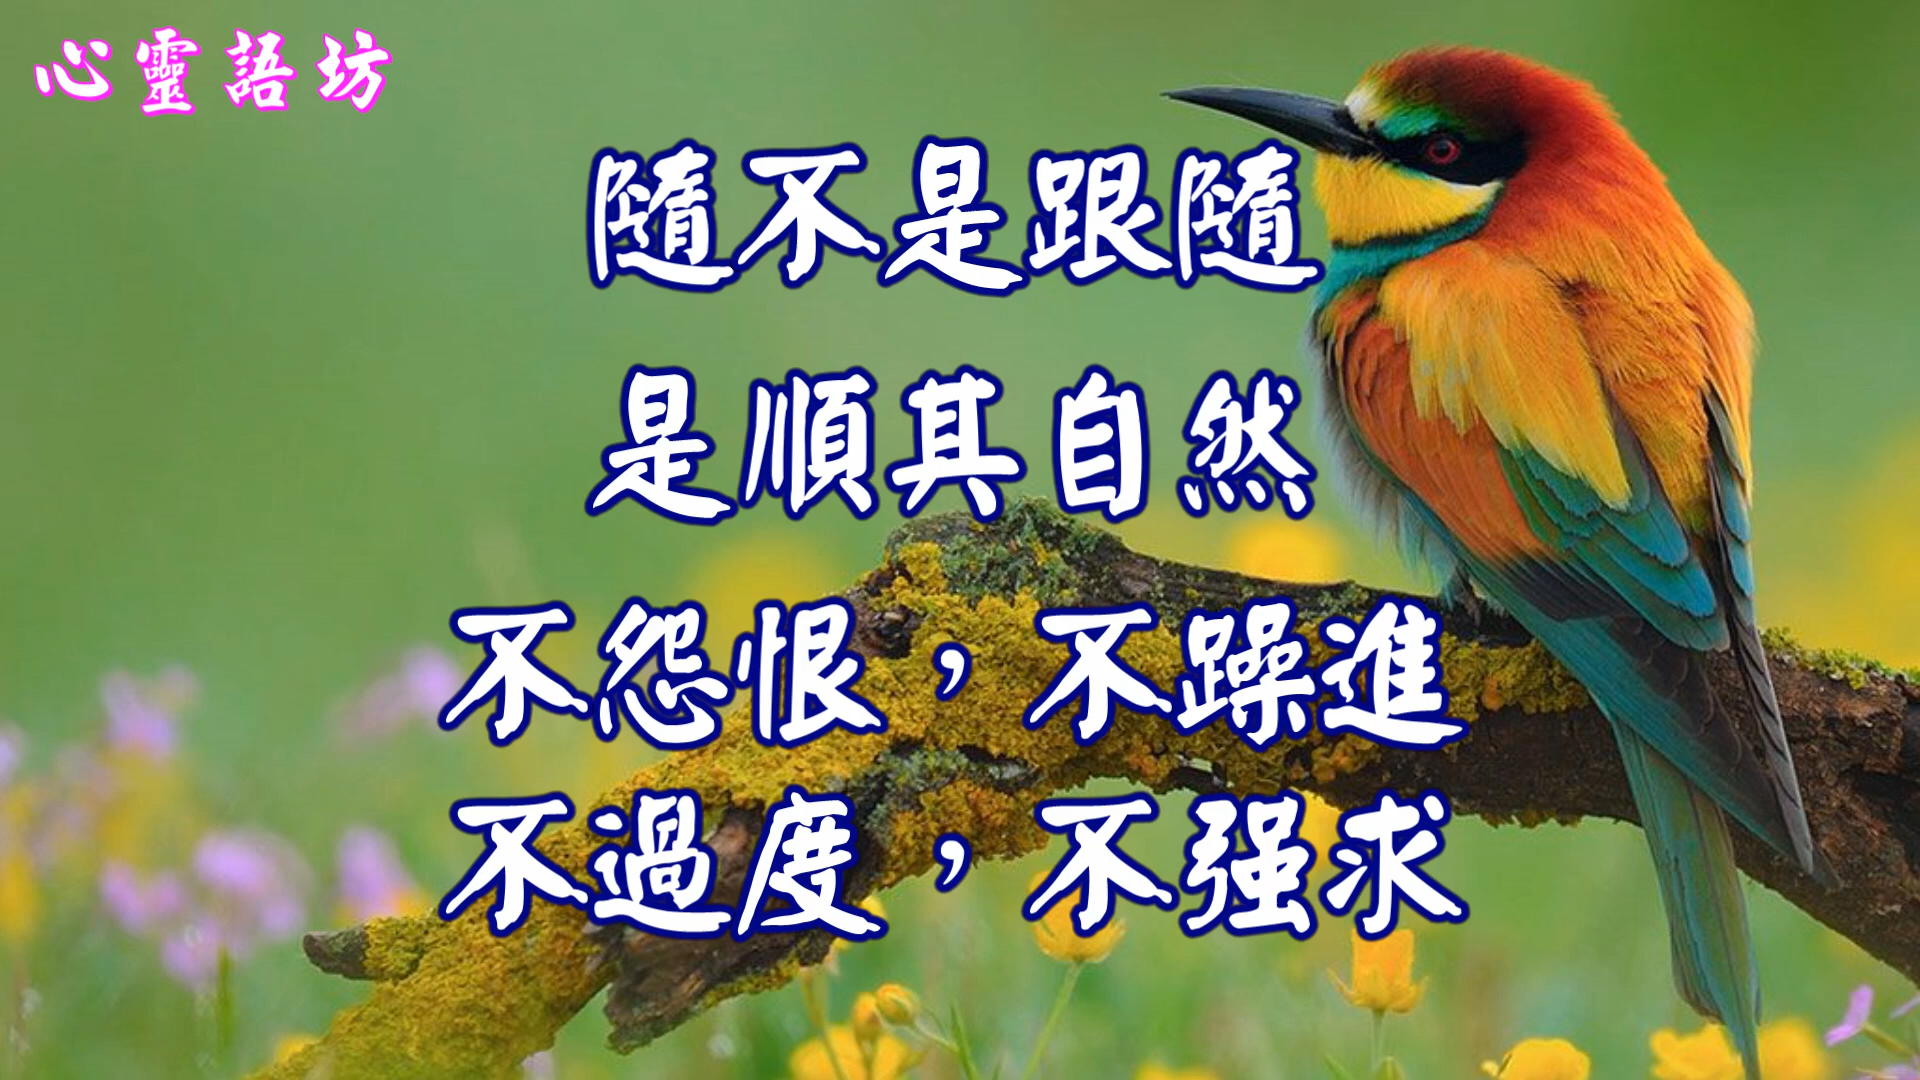 心靈語坊
隨不是跟隨
是順其自然
不怨恨，不躁進
不過度，不强求